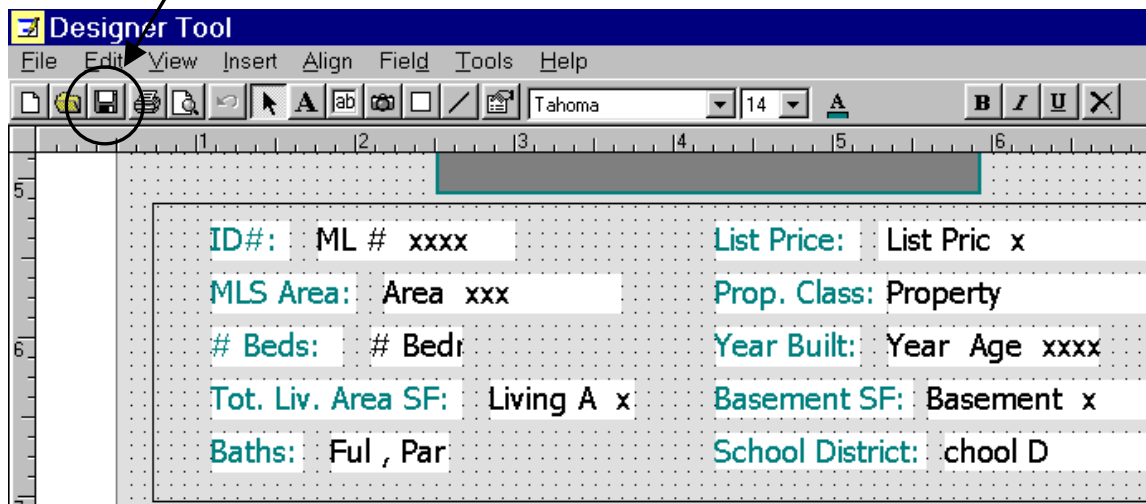 Designer Tool
File Edit View Insert Align Field Tools Help
A ab Tahoma 14 A B I U
1 2 3 4 5 6
5
ID#: ML # xxxx List Price: List Pric x
MLS Area: Area xxx Prop. Class: Property
6 # Beds: # Bedr Year Built: Year Age xxxx
Tot. Liv. Area SF: Living A x Basement SF: Basement x
Baths: Ful , Par School District: chool D